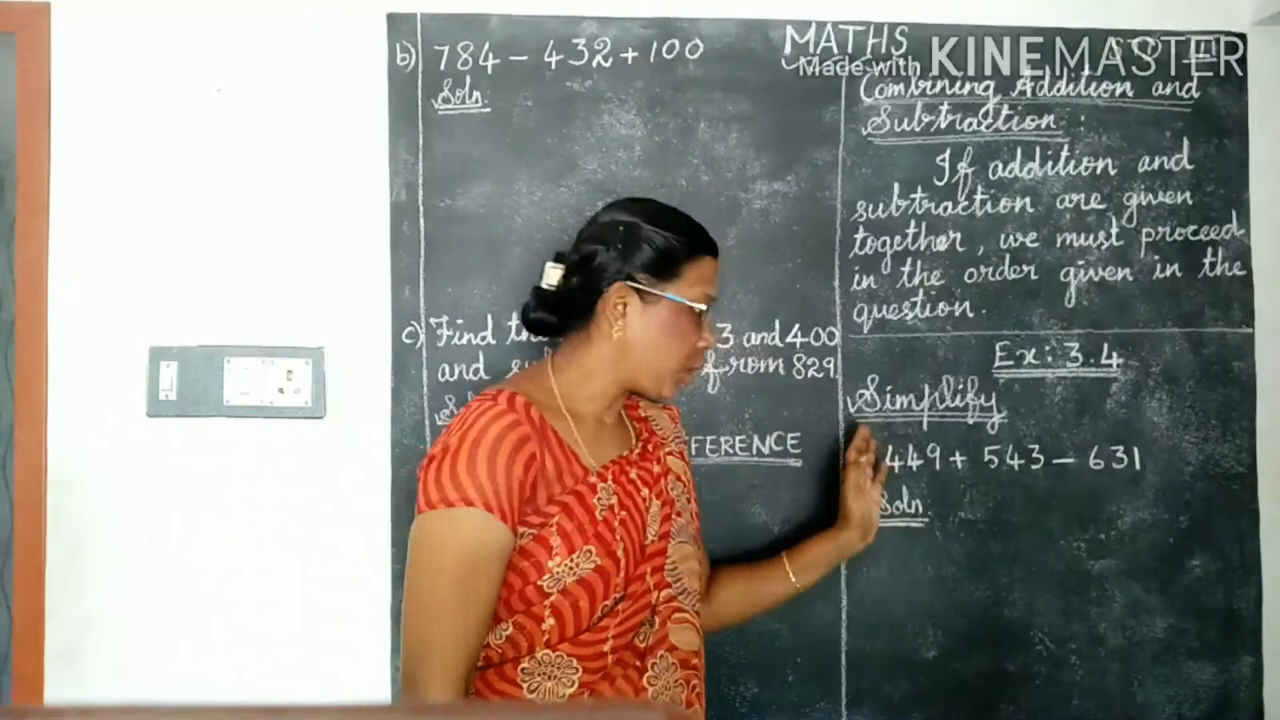 b) 784 - 432 + 100
Soln.
c) Find 3 and 400
and from 829
FERENCE
MATHS
Made with KINEMASTER
Combining Addition and
Subtraction :
If addition and
subtraction are given
together, we must proceed
in the order given in the
question.
Ex: 3.4
Simplify
449 + 543 - 631
Soln.